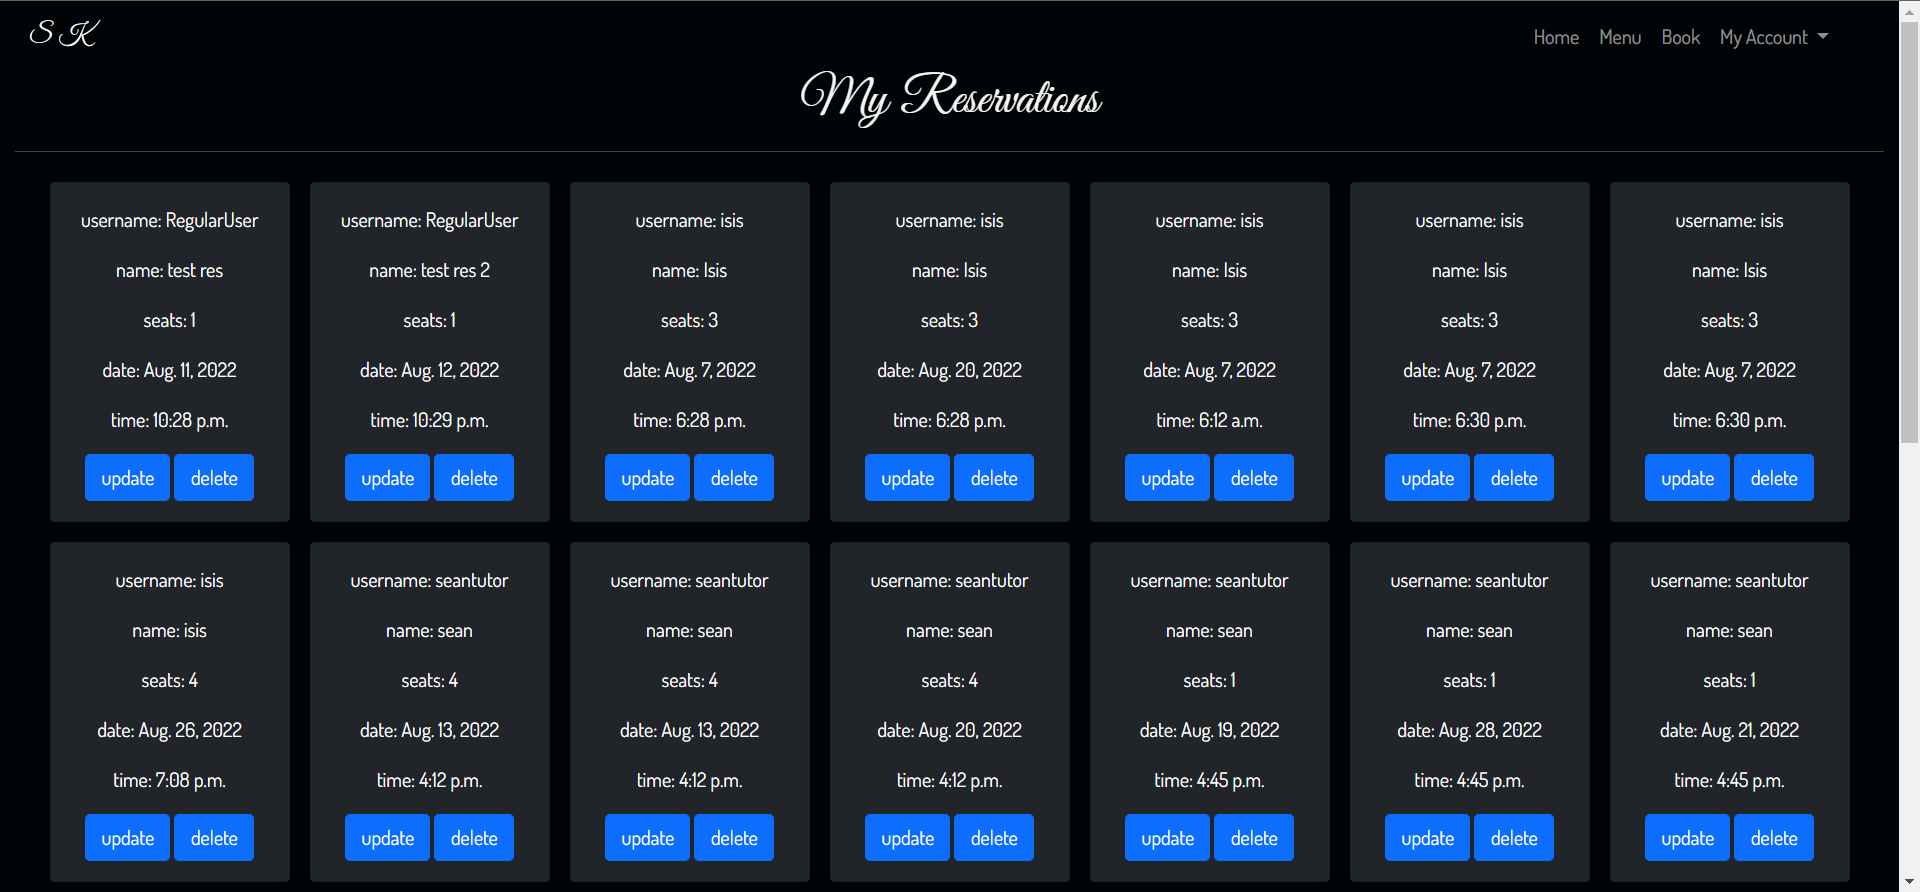 S K
Home Menu Book My Account
My Reservations
username: RegularUser
name: test res
seats: 1
date: Aug. 11, 2022
time: 10:28 p.m.
update delete
username: RegularUser
name: test res 2
seats: 1
date: Aug. 12, 2022
time: 10:29 p.m.
update delete
username: isis
name: Isis
seats: 3
date: Aug. 7, 2022
time: 6:28 p.m.
update delete
username: isis
name: Isis
seats: 3
date: Aug. 20, 2022
time: 6:28 p.m.
update delete
username: isis
name: Isis
seats: 3
date: Aug. 7, 2022
time: 6:12 a.m.
update delete
username: isis
name: Isis
seats: 3
date: Aug. 7, 2022
time: 6:30 p.m.
update delete
username: isis
name: Isis
seats: 3
date: Aug. 7, 2022
time: 6:30 p.m.
update delete
username: isis
name: isis
seats: 4
date: Aug. 26, 2022
time: 7:08 p.m.
update delete
username: seantutor
name: sean
seats: 4
date: Aug. 13, 2022
time: 4:12 p.m.
update delete
username: seantutor
name: sean
seats: 4
date: Aug. 13, 2022
time: 4:12 p.m.
update delete
username: seantutor
name: sean
seats: 4
date: Aug. 20, 2022
time: 4:12 p.m.
update delete
username: seantutor
name: sean
seats: 1
date: Aug. 19, 2022
time: 4:45 p.m.
update delete
username: seantutor
name: sean
seats: 1
date: Aug. 28, 2022
time: 4:45 p.m.
update delete
username: seantutor
name: sean
seats: 1
date: Aug. 21, 2022
time: 4:45 p.m.
update delete